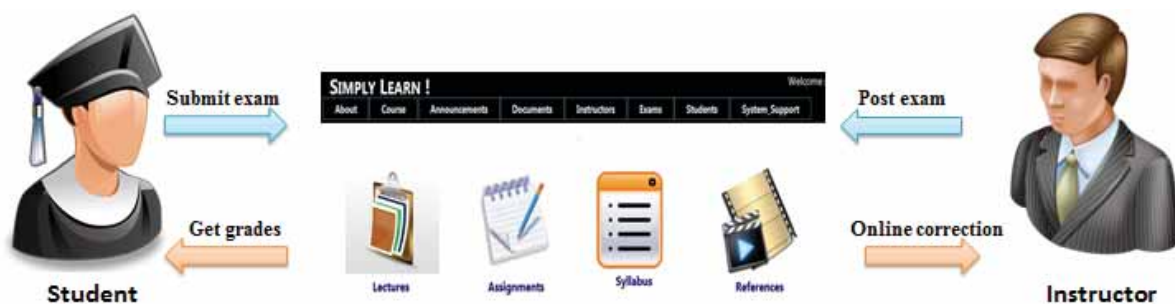 SIMPLY LEARN !
Welcome
About Course Announcements Documents Instructors Exams Students System_Support
Submit exam
Post exam
Get grades
Online correction
Lectures
Assignments
Syllabus
References
Student
Instructor